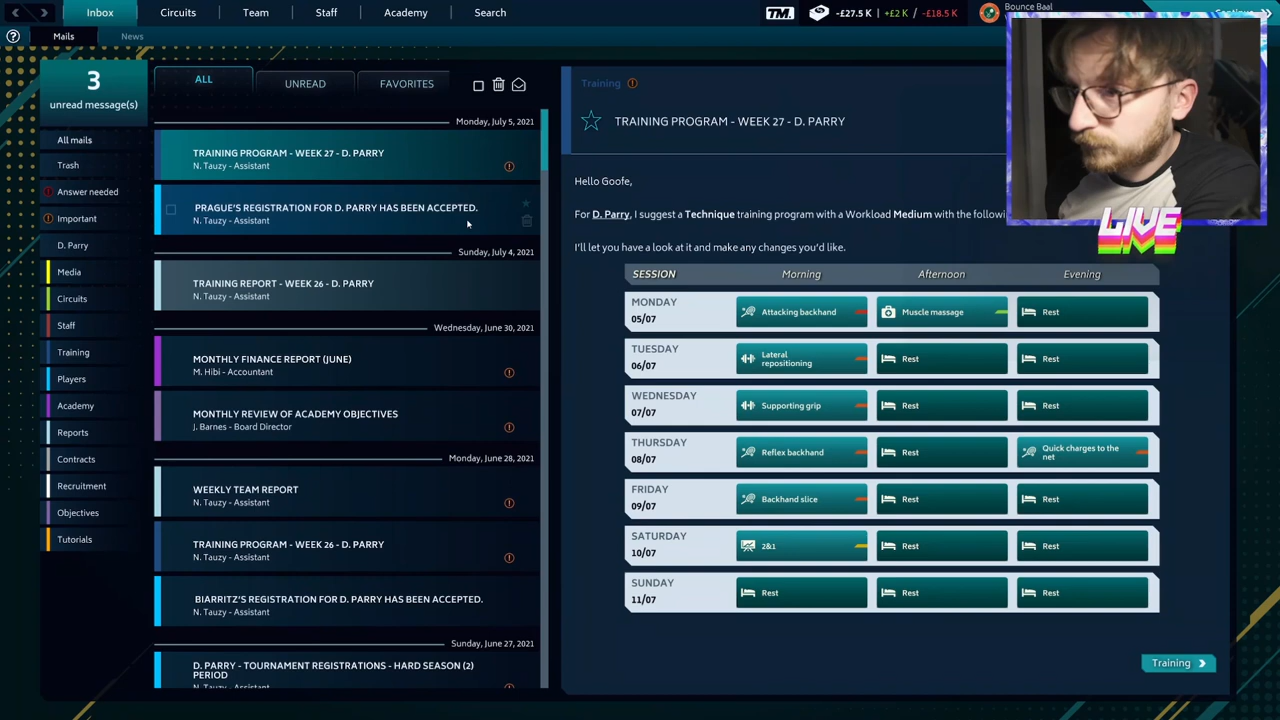 Inbox
Circuits
Team
Staff
Academy
Search
TM.
-£27.5 K | +£2 K / -£18.5 K
Bounce Baal
Mails
News
3
unread message(s)
All mails
Trash
Answer needed
Important
D. Parry
Media
Circuits
Staff
Training
Players
Academy
Reports
Contracts
Recruitment
Objectives
Tutorials
ALL
UNREAD
FAVORITES
Monday, July 5, 2021
TRAINING PROGRAM - WEEK 27 - D. PARRY
N. Tauzy - Assistant
PRAGUE'S REGISTRATION FOR D. PARRY HAS BEEN ACCEPTED.
N. Tauzy - Assistant
Sunday, July 4, 2021
TRAINING REPORT - WEEK 26 - D. PARRY
N. Tauzy - Assistant
Wednesday, June 30, 2021
MONTHLY FINANCE REPORT (JUNE)
M. Hibi - Accountant
MONTHLY REVIEW OF ACADEMY OBJECTIVES
J. Barnes - Board Director
Monday, June 28, 2021
WEEKLY TEAM REPORT
N. Tauzy - Assistant
TRAINING PROGRAM - WEEK 26 - D. PARRY
N. Tauzy - Assistant
BIARRITZ'S REGISTRATION FOR D. PARRY HAS BEEN ACCEPTED.
N. Tauzy - Assistant
Sunday, June 27, 2021
D. PARRY - TOURNAMENT REGISTRATIONS - HARD SEASON (2)
PERIOD
N. Tauzy - Assistant
Training
TRAINING PROGRAM - WEEK 27 - D. PARRY
Hello Goofe,
For D. Parry, I suggest a Technique training program with a Workload Medium with the following
I'll let you have a look at it and make any changes you'd like.
SESSION Morning Afternoon Evening
MONDAY
05/07 Attacking backhand Muscle massage Rest
TUESDAY
06/07 Lateral repositioning Rest Rest
WEDNESDAY
07/07 Supporting grip Rest Rest
THURSDAY
08/07 Reflex backhand Rest Quick charges to the net
FRIDAY
09/07 Backhand slice Rest Rest
SATURDAY
10/07 2&1 Rest Rest
SUNDAY
11/07 Rest Rest Rest
Training
LIVE